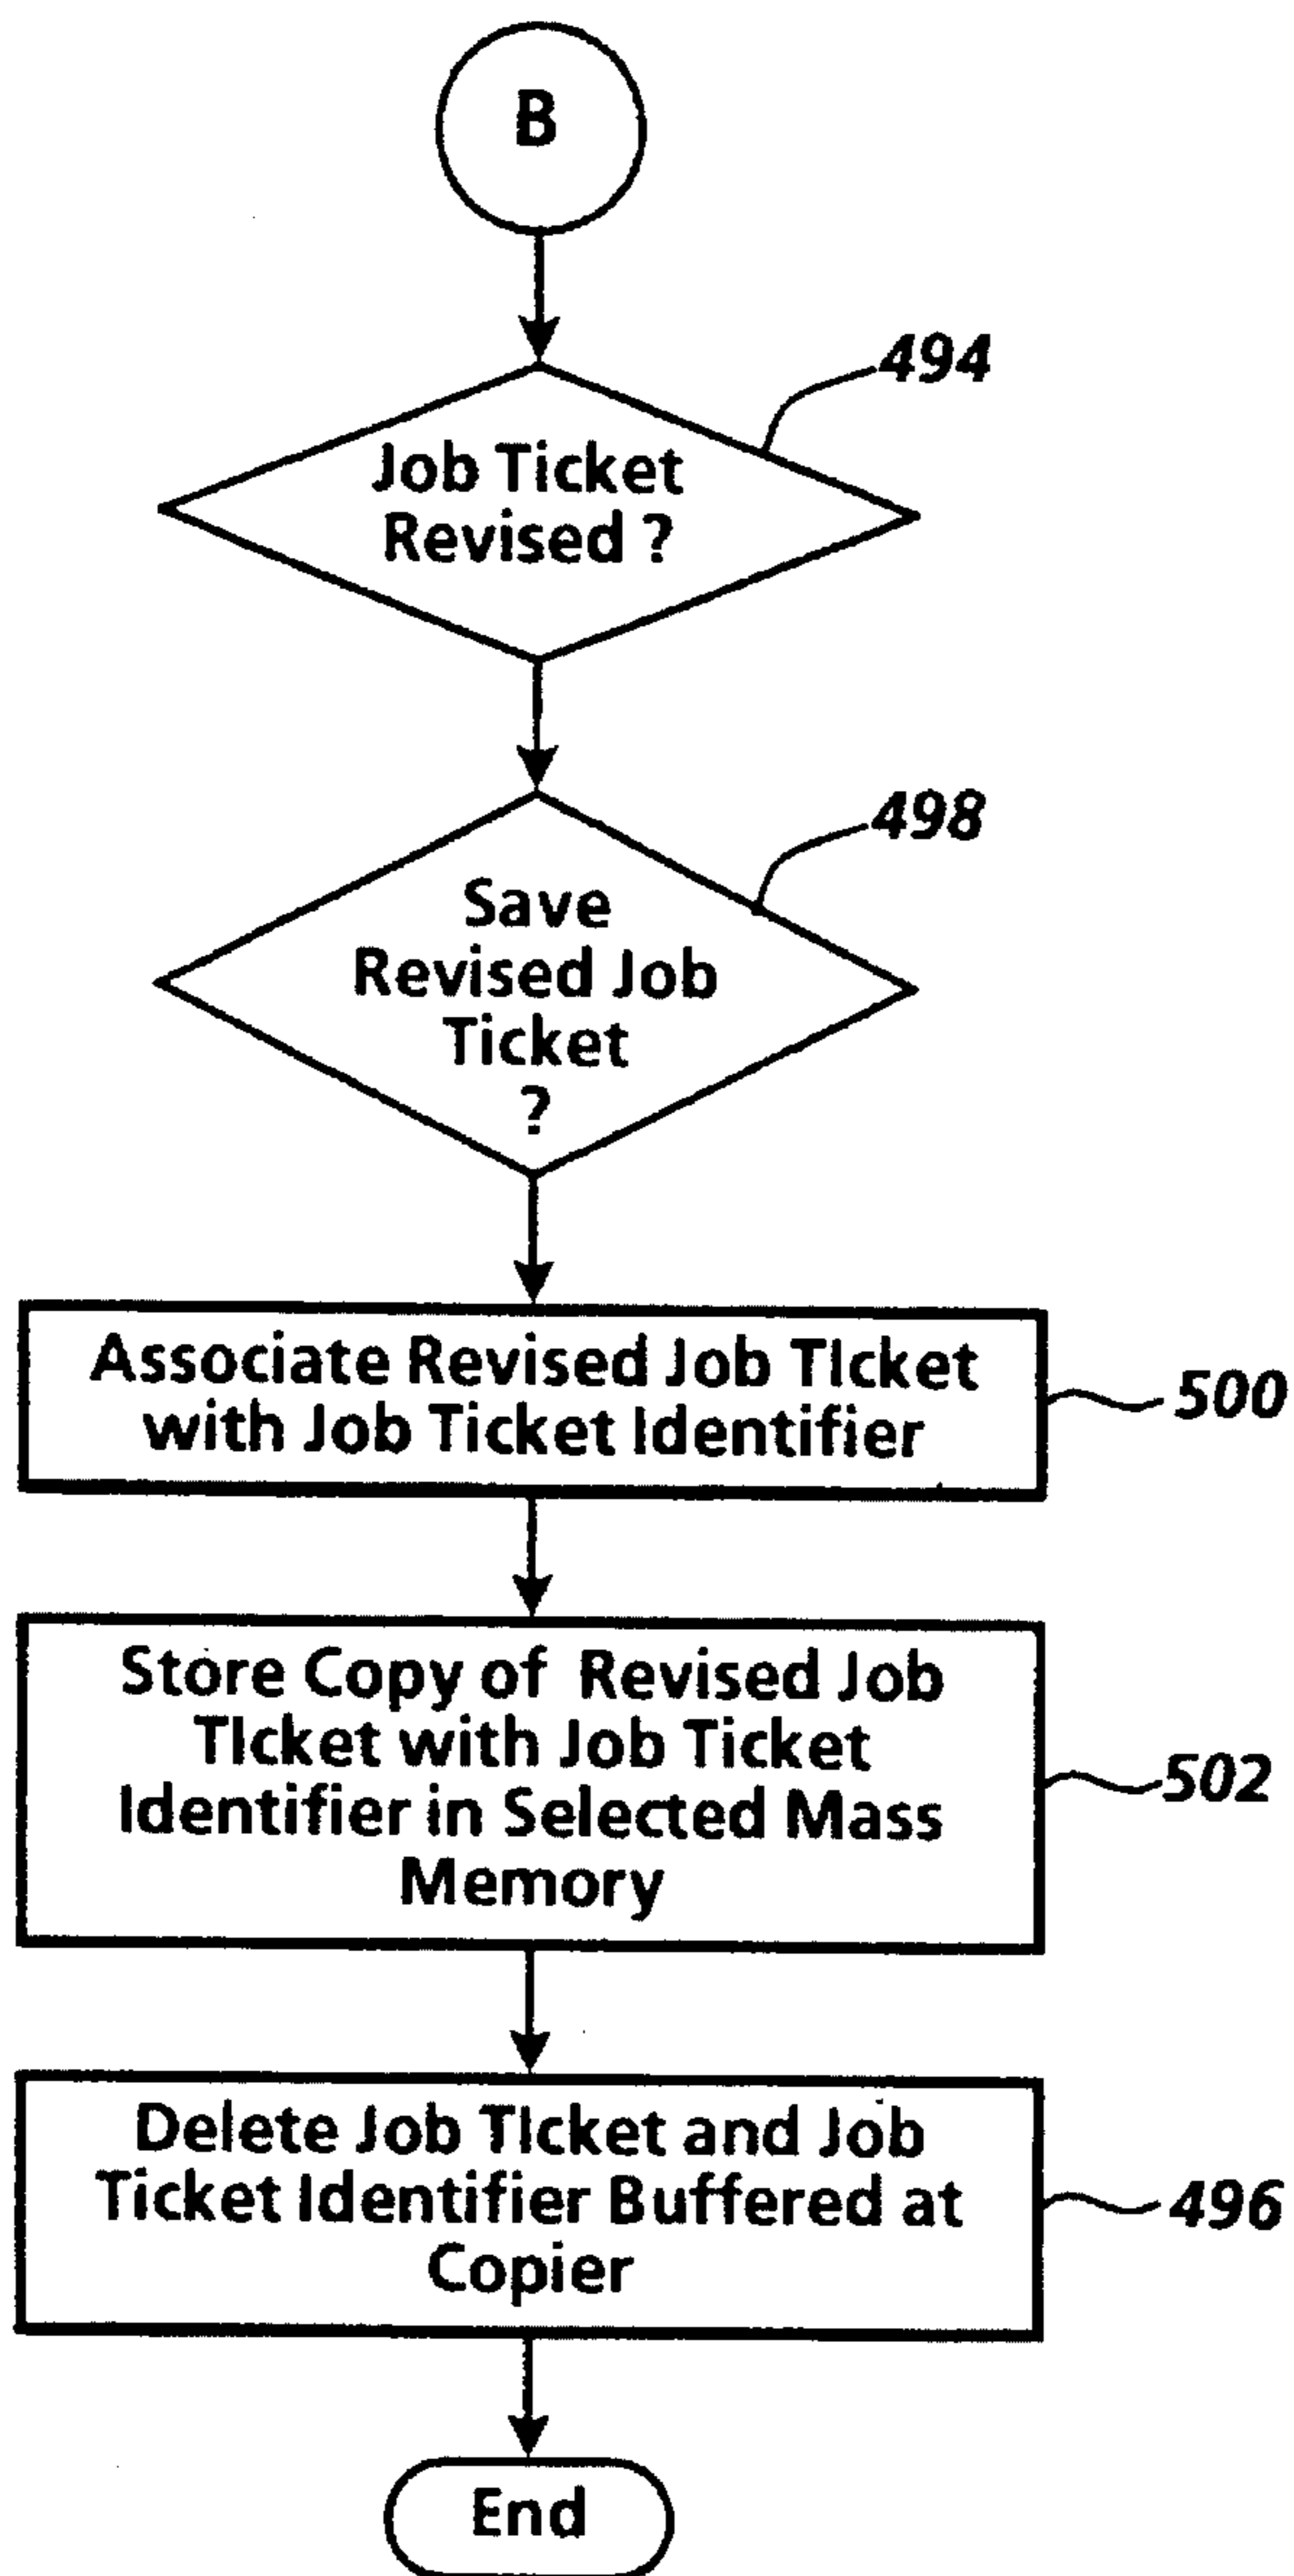 B
494
Job Ticket
Revised ?
498
Save
Revised Job
Ticket
?
Associate Revised Job TIcket
with Job Ticket Identifier
500
Store Copy of Revised Job
TIcket with Job Ticket
Identifier in Selected Mass
Memory
502
Delete Job TIcket and Job
Ticket Identifier Buffered at
Copier
496
End